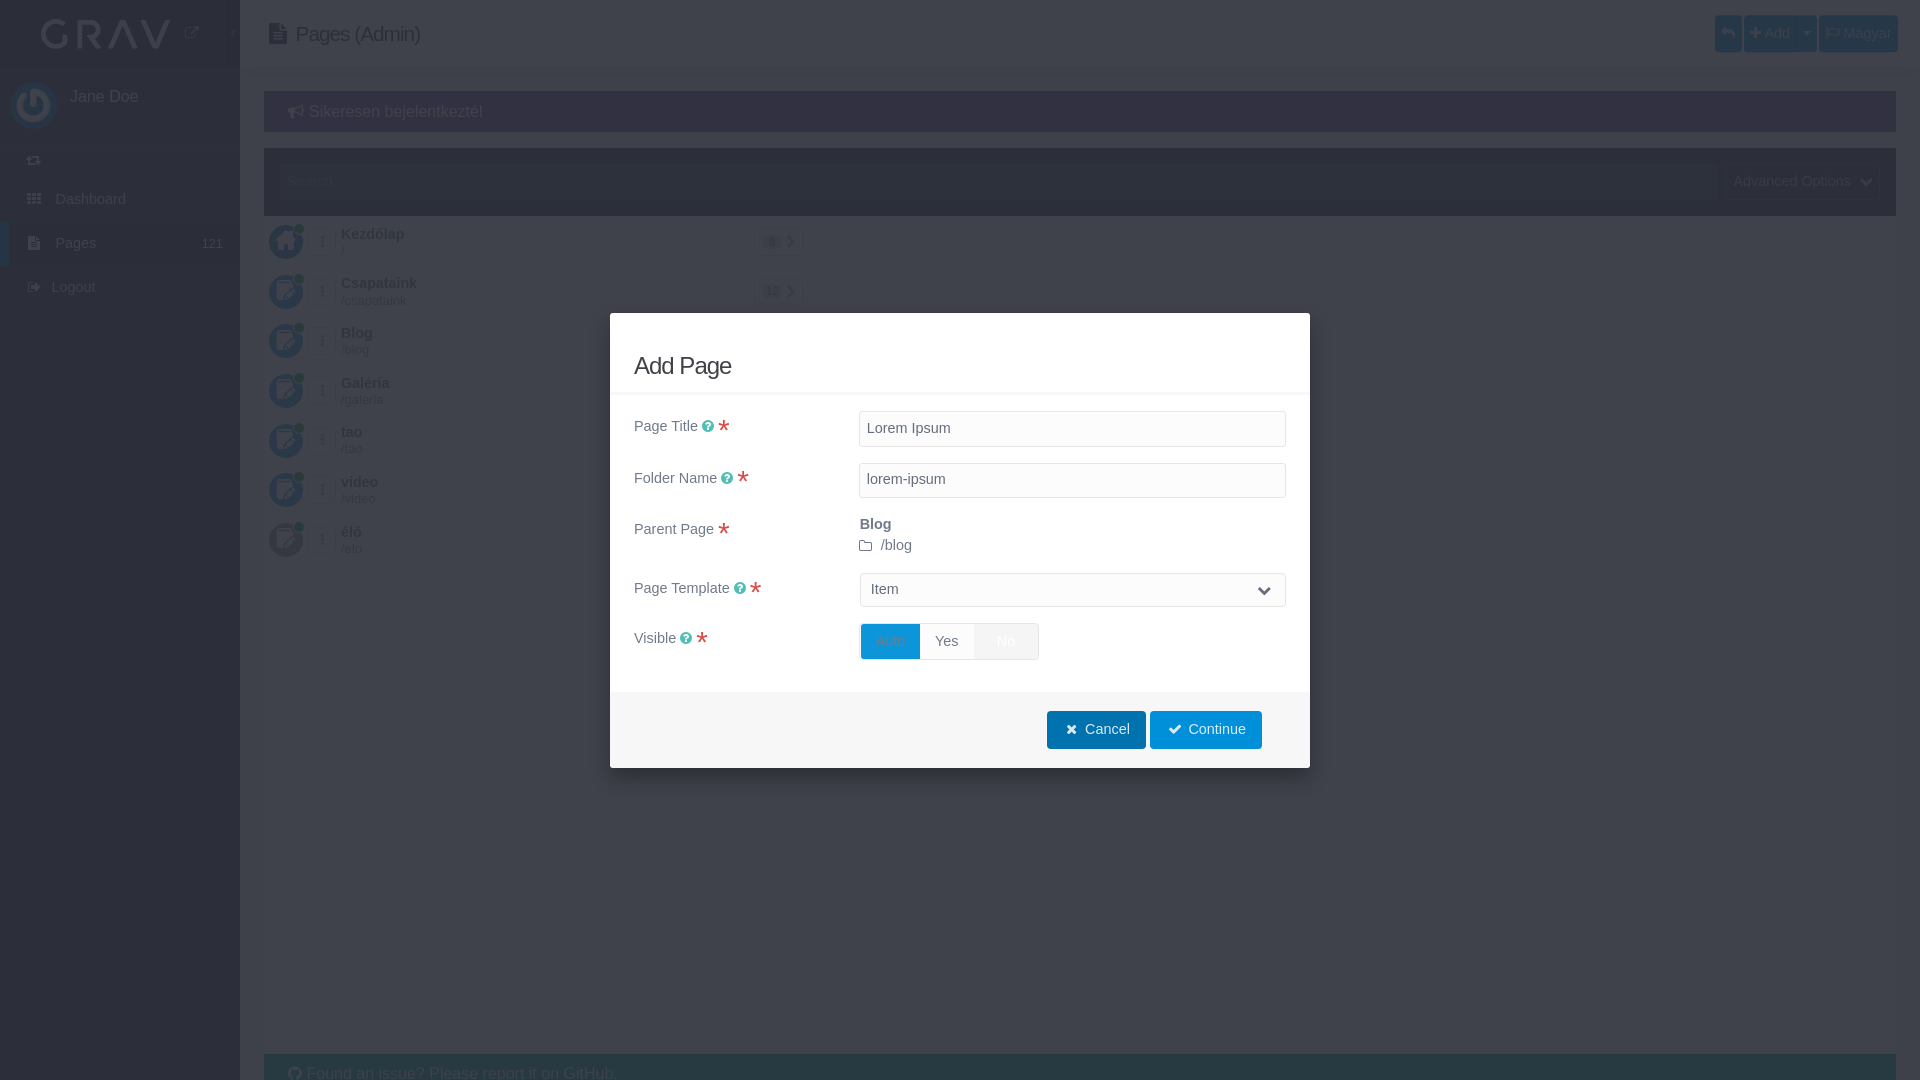 GRAV
Pages (Admin)
Add
Magyar
Jane Doe
Sikeresen bejelentkeztél
Search
Advanced Options
Dashboard
Pages
121
Logout
Kezdőlap
/
Csapataink
/csapataink
12
Blog
/blog
Galéria
/galeria
tao
/tao
video
/video
élő
/elo
Add Page
Page Title *
Lorem Ipsum
Folder Name *
lorem-ipsum
Parent Page *
Blog
/blog
Page Template *
Item
Visible *
Auto
Yes
No
Cancel
Continue
Found an issue? Please report it on GitHub.